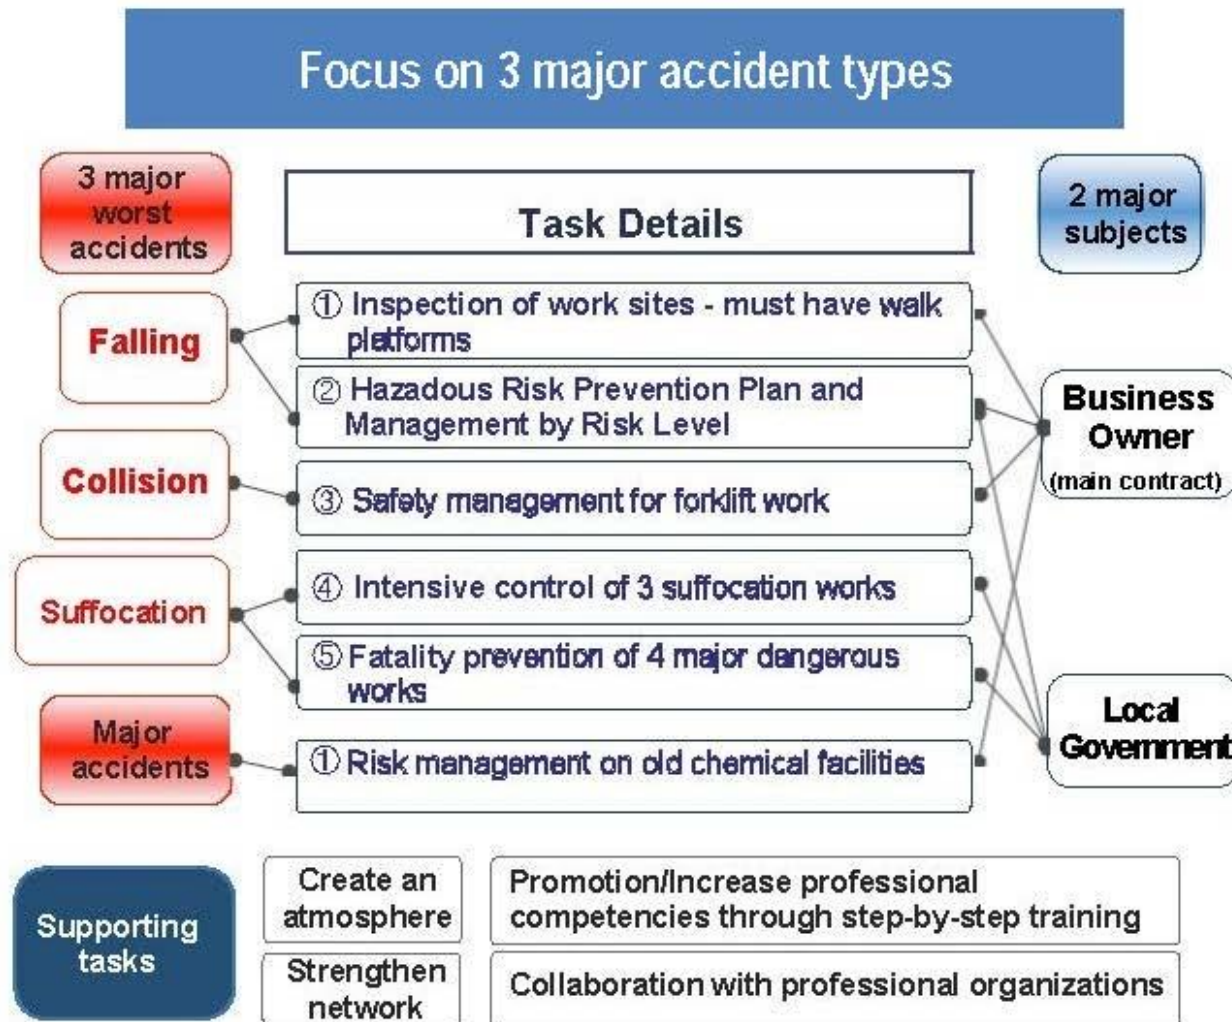 Focus on 3 major accident types
3 major
worst
accidents
Task Details
2 major
subjects
Falling
① Inspection of work sites - must have walk
platforms
② Hazadous Risk Prevention Plan and
Management by Risk Level
Business
Owner
(main contract)
Collision
③ Safety management for forklift work
Suffocation
④ Intensive control of 3 suffocation works
⑤ Fatality prevention of 4 major dangerous
works
Local
Government
Major
accidents
① Risk management on old chemical facilities
Supporting
tasks
Create an
atmosphere
Promotion/Increase professional
competencies through step-by-step training
Strengthen
network
Collaboration with professional organizations